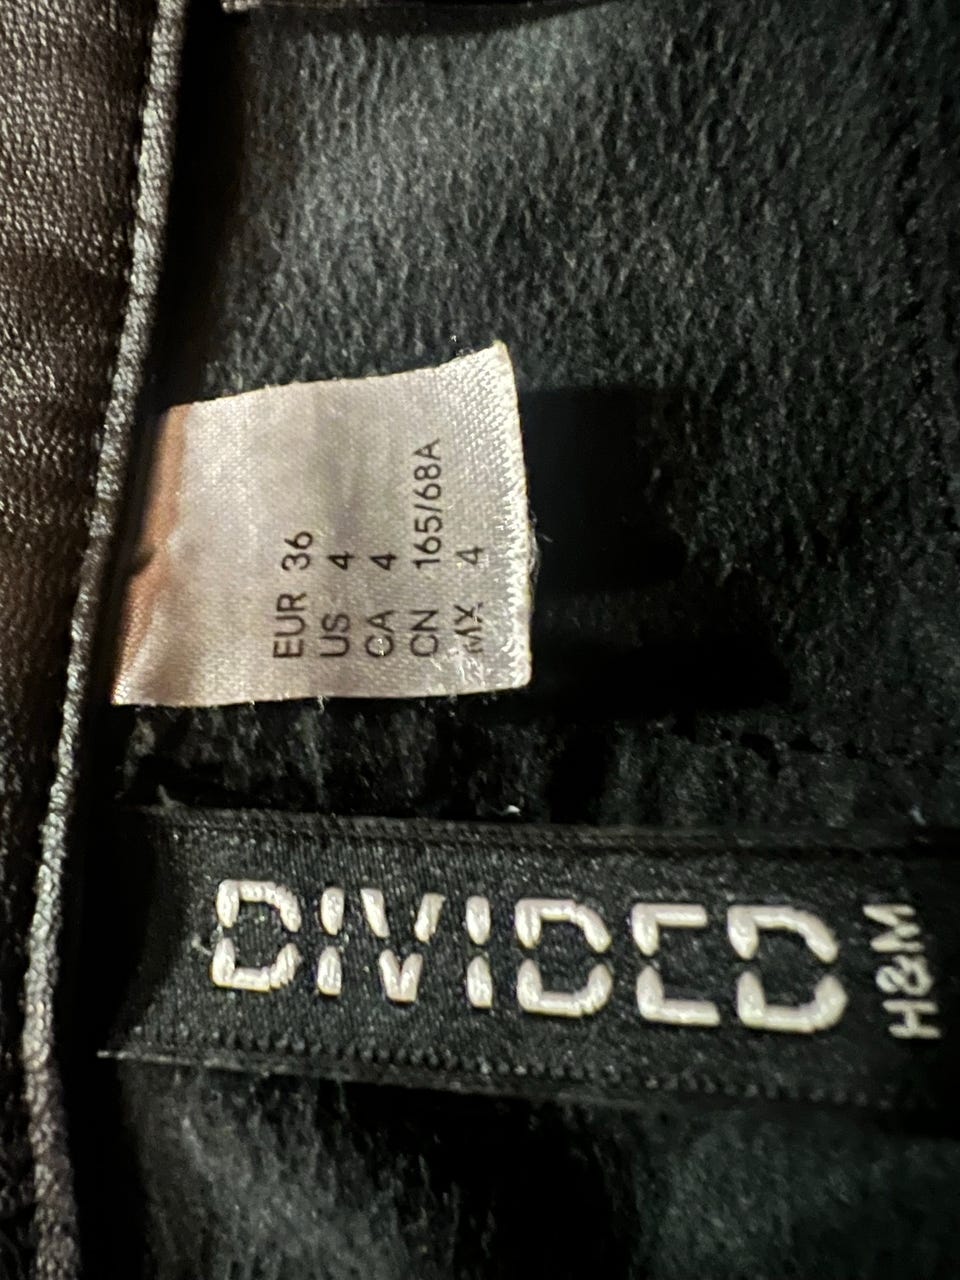 EUR 36
US 4
CA 4
CN 165/68A
MX 4
DIVIDED
H&M